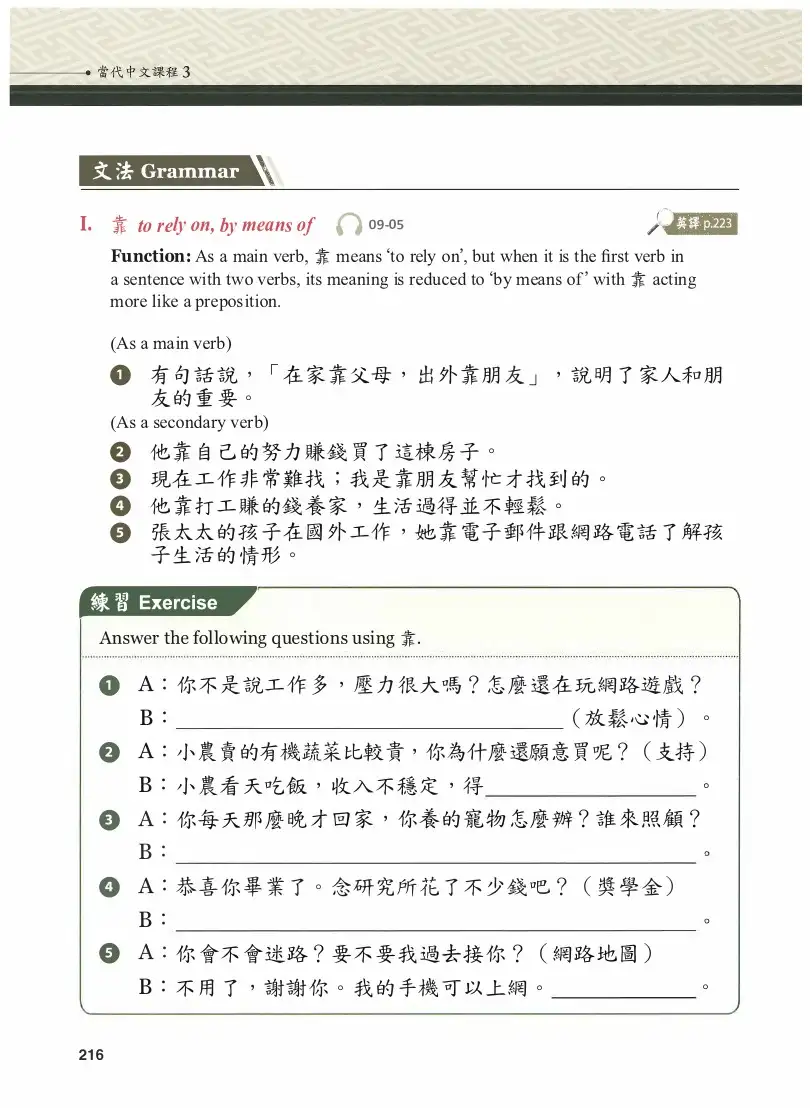 當代中文課程 3
文法 Grammar
I. 靠 to rely on, by means of 09-05 英譯 p.223
Function: As a main verb, 靠 means ‘to rely on’, but when it is the first verb in
a sentence with two verbs, its meaning is reduced to ‘by means of’ with 靠 acting
more like a preposition.
(As a main verb)
1 有句話說，「在家靠父母，出外靠朋友」，說明了家人和朋
友的重要。
(As a secondary verb)
2 他靠自己的努力賺錢買了這棟房子。
3 現在工作非常難找；我是靠朋友幫忙才找到的。
4 他靠打工賺的錢養家，生活過得並不輕鬆。
5 張太太的孩子在國外工作，她靠電子郵件跟網路電話了解孩
子生活的情形。
練習 Exercise
Answer the following questions using 靠.
1 A：你不是說工作多，壓力很大嗎？怎麼還在玩網路遊戲？
B：（放鬆心情）。
2 A：小農賣的有機蔬菜比較貴，你為什麼還願意買呢？（支持）
B：小農看天吃飯，收入不穩定，得。
3 A：你每天那麼晚才回家，你養的寵物怎麼辦？誰來照顧？
B：。
4 A：恭喜你畢業了。念研究所花了不少錢吧？（獎學金）
B：。
5 A：你會不會迷路？要不要我過去接你？（網路地圖）
B：不用了，謝謝你。我的手機可以上網。。
216